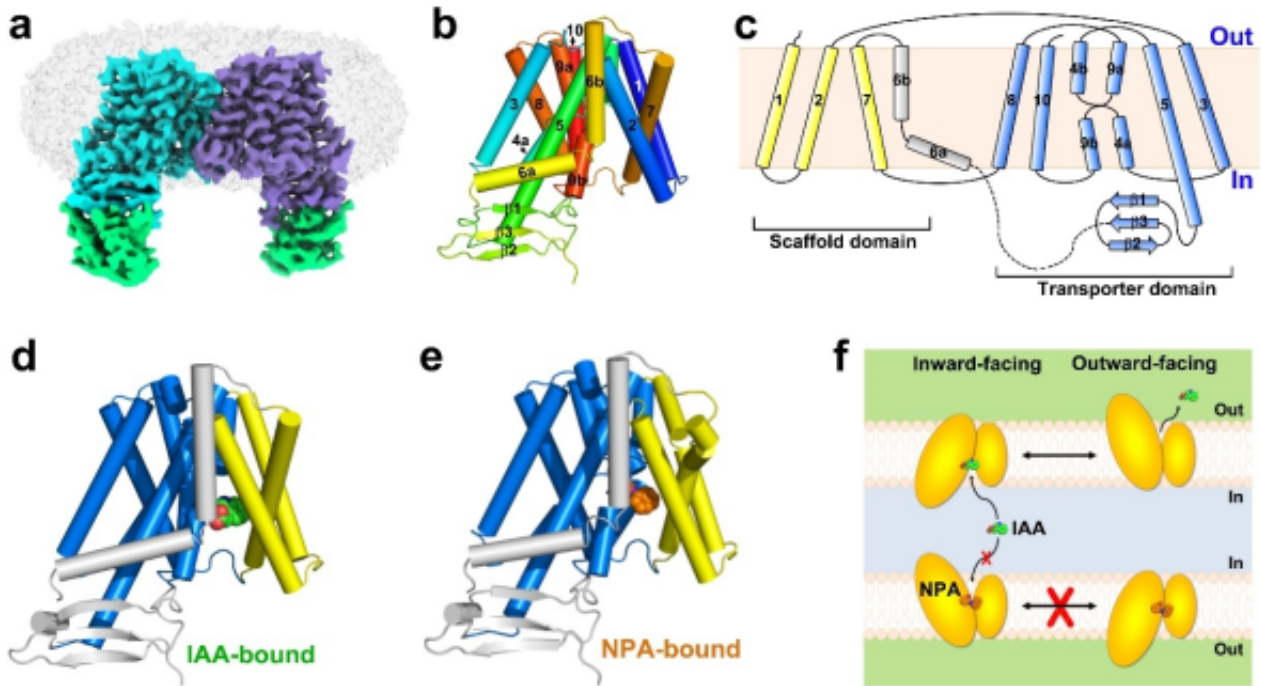 a
b
10
9a
6b
1
3
8
5
2
7
4a
6a
9b
β1
β3
β2
c
Out
1
2
7
6b
6a
8
10
4b
9a
9b
4a
5
3
In
β1
β3
β2
Scaffold domain
Transporter domain
d
IAA-bound
e
NPA-bound
f
Inward-facing Outward-facing
Out
In
IAA
In
NPA
Out